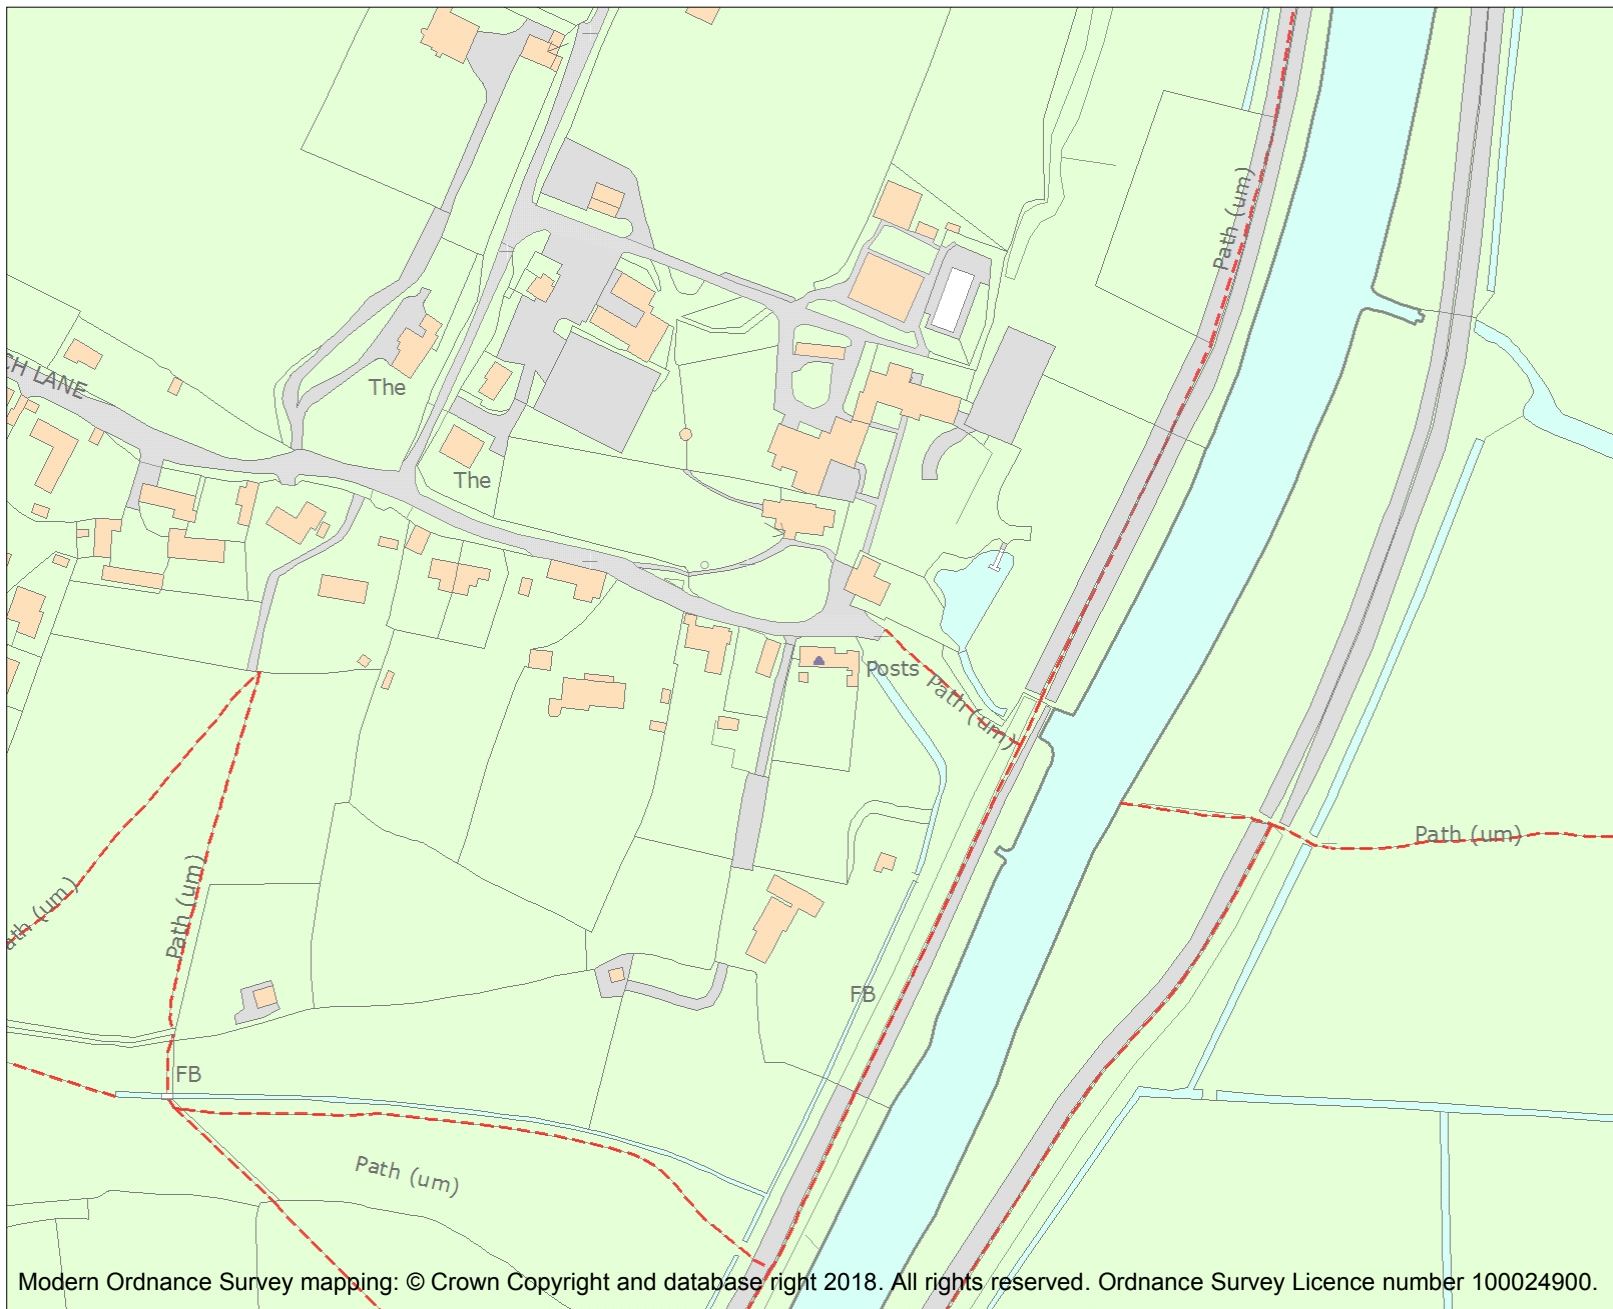 Path (um)
CH LANE
The
The
Posts
Path (um)
Path (um)
Path (um)
ath (um)
FB
FB
Path (um)
Modern Ordnance Survey mapping: © Crown Copyright and database right 2018. All rights reserved. Ordnance Survey Licence number 100024900.